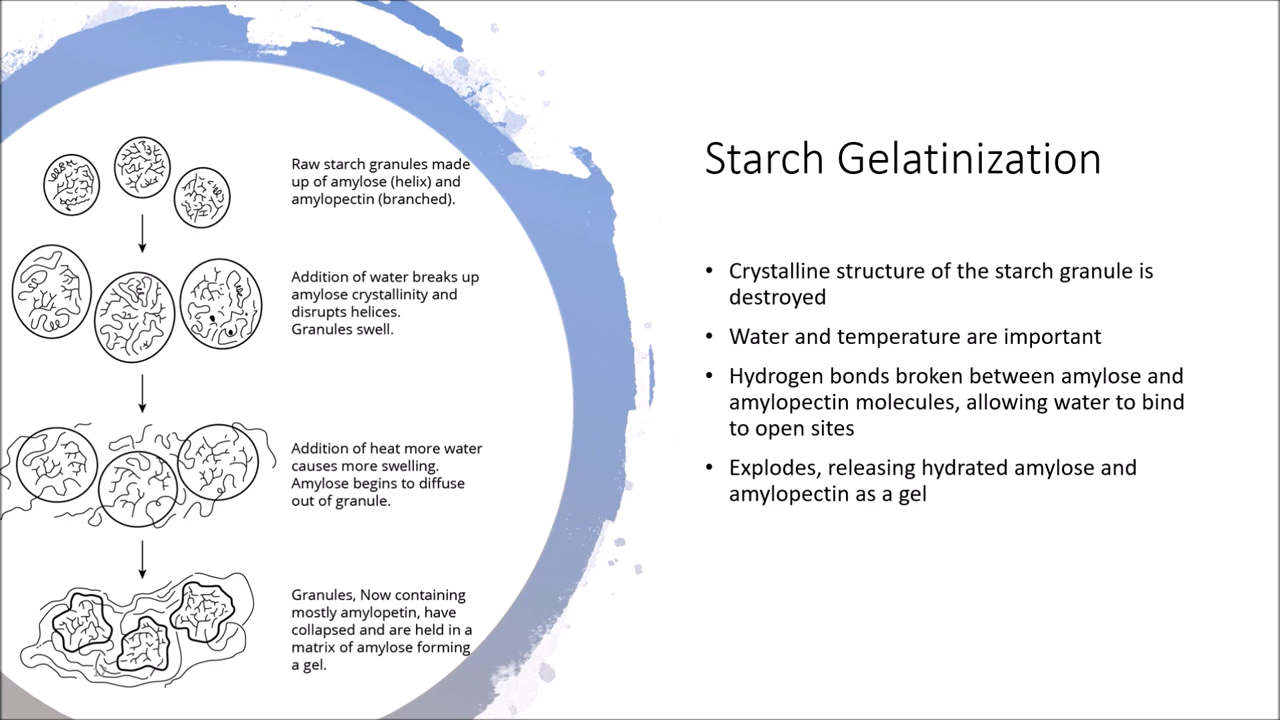 Raw starch granules made
up of amylose (helix) and
amylopectin (branched).
Addition of water breaks up
amylose crystallinity and
disrupts helices.
Granules swell.
Addition of heat more water
causes more swelling.
Amylose begins to diffuse
out of granule.
Granules, Now containing
mostly amylopetin, have
collapsed and are held in a
matrix of amylose forming
a gel.
Starch Gelatinization
• Crystalline structure of the starch granule is
destroyed
• Water and temperature are important
• Hydrogen bonds broken between amylose and
amylopectin molecules, allowing water to bind
to open sites
• Explodes, releasing hydrated amylose and
amylopectin as a gel